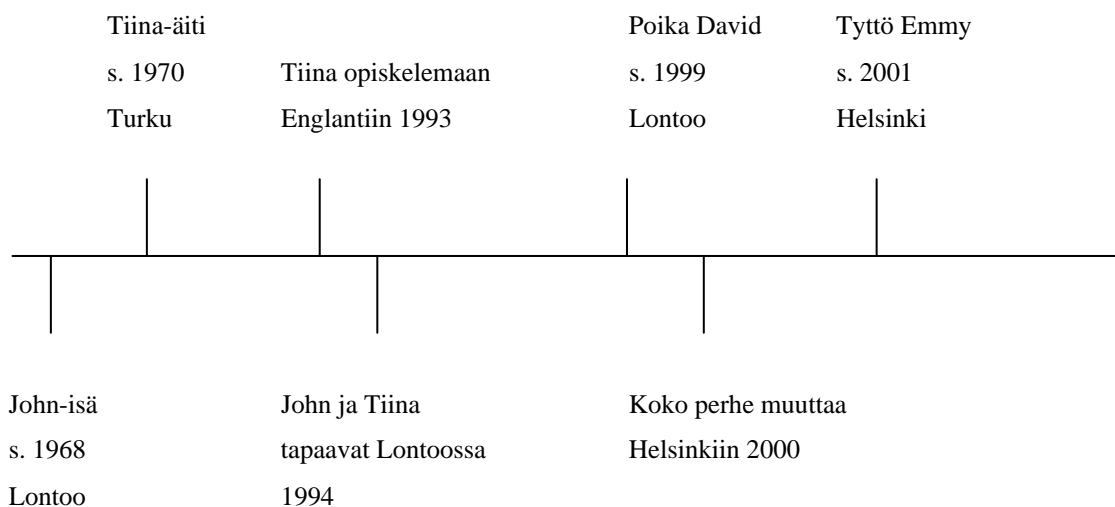 Tiina-äiti
s. 1970
Turku
Tiina opiskelemaan
Englantiin 1993
Poika David
s. 1999
Lontoo
Tyttö Emmy
s. 2001
Helsinki
John-isä
s. 1968
Lontoo
John ja Tiina
tapaavat Lontoossa
1994
Koko perhe muuttaa
Helsinkiin 2000